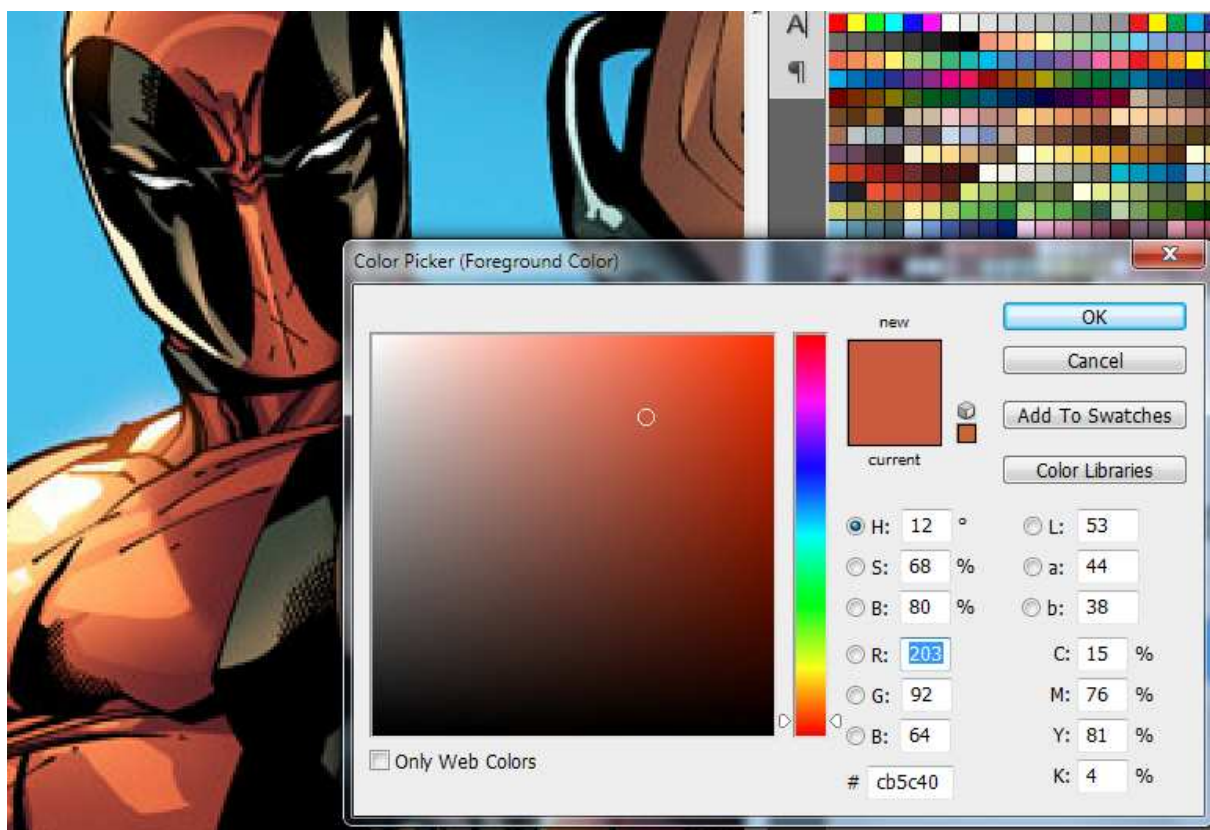 A|
¶
Color Picker (Foreground Color)
x
new
current
OK
Cancel
Add To Swatches
Color Libraries
H: 12 °
S: 68 %
B: 80 %
R: 203
G: 92
B: 64
# cb5c40
L: 53
a: 44
b: 38
C: 15 %
M: 76 %
Y: 81 %
K: 4 %
Only Web Colors